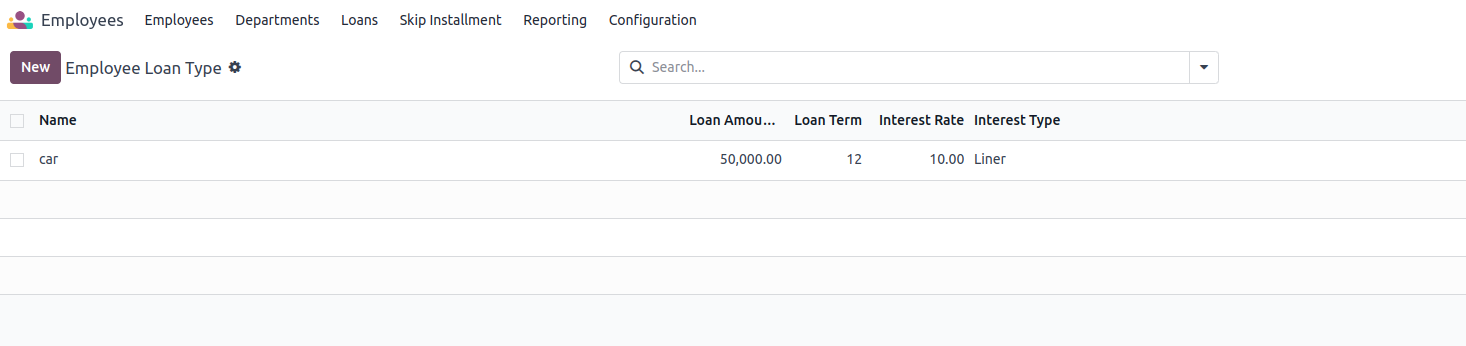 Employees Employees Departments Loans Skip Installment Reporting Configuration
New Employee Loan Type Search...
Name Loan Amou... Loan Term Interest Rate Interest Type
car 50,000.00 12 10.00 Liner